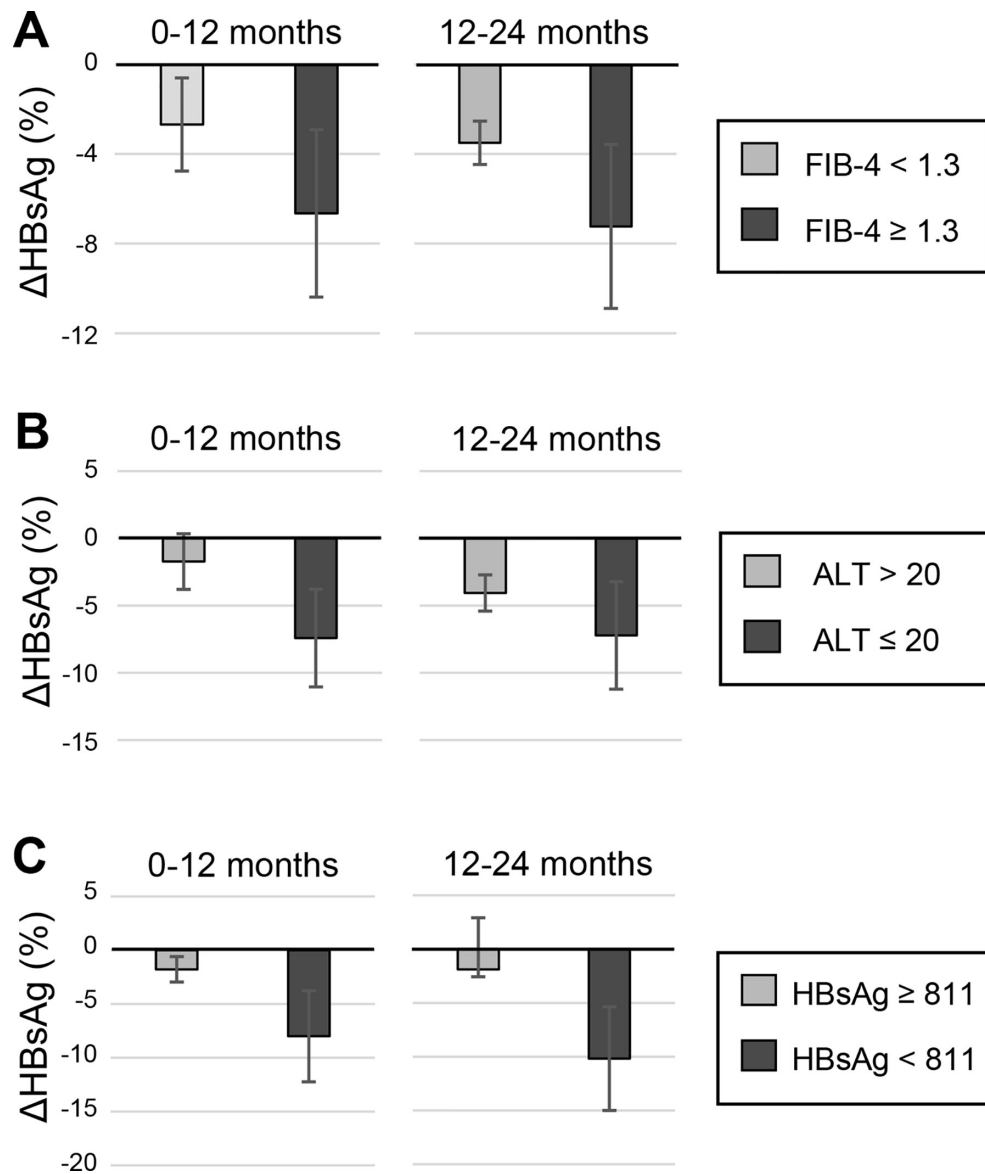 A
0-12 months
12-24 months
ΔHBsAg (%)
0
-4
-8
-12
FIB-4 < 1.3
FIB-4 ≥ 1.3
B
0-12 months
12-24 months
ΔHBsAg (%)
5
0
-5
-10
-15
ALT > 20
ALT ≤ 20
C
0-12 months
12-24 months
ΔHBsAg (%)
5
0
-5
-10
-15
-20
HBsAg ≥ 811
HBsAg < 811